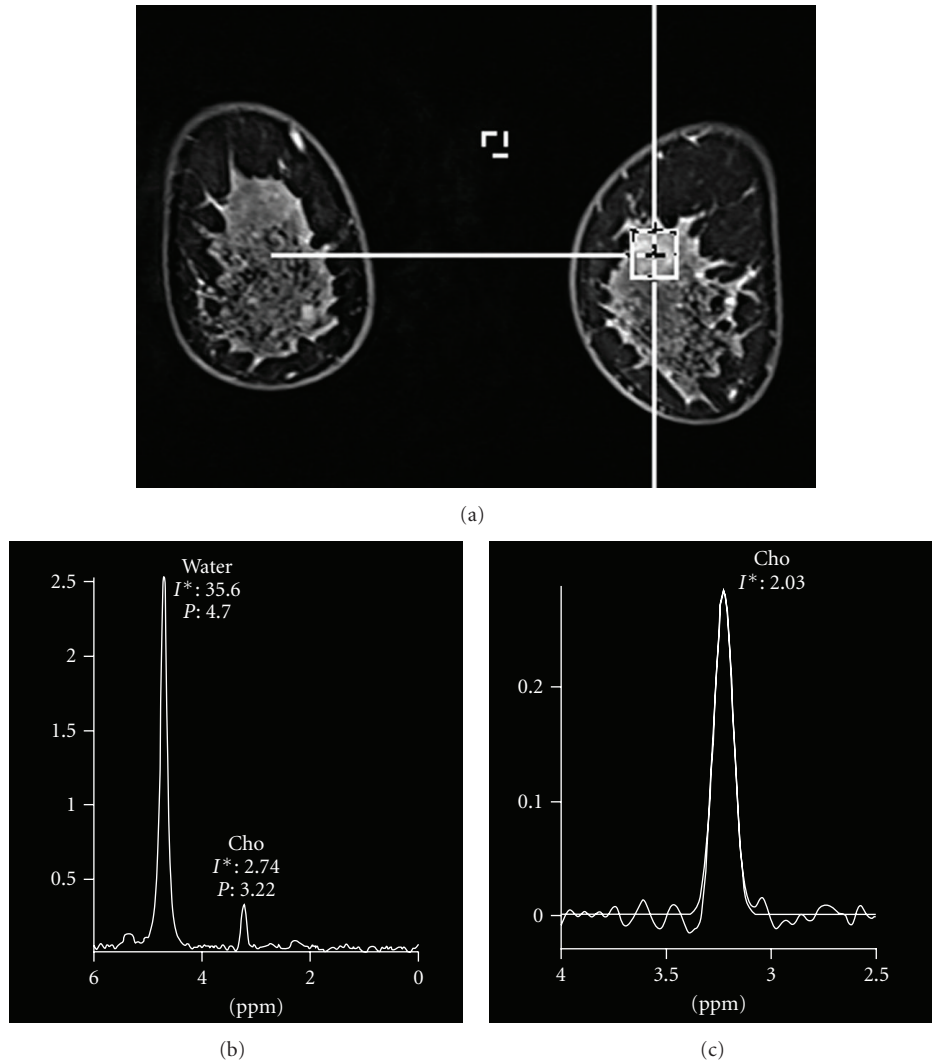 (a)
Water
I*: 35.6
P: 4.7
2.5
2
1.5
1
0.5
Cho
I*: 2.74
P: 3.22
6
4
2
0
(ppm)
(b)
Cho
I*: 2.03
0.2
0.1
0
4
3.5
3
2.5
(ppm)
(c)